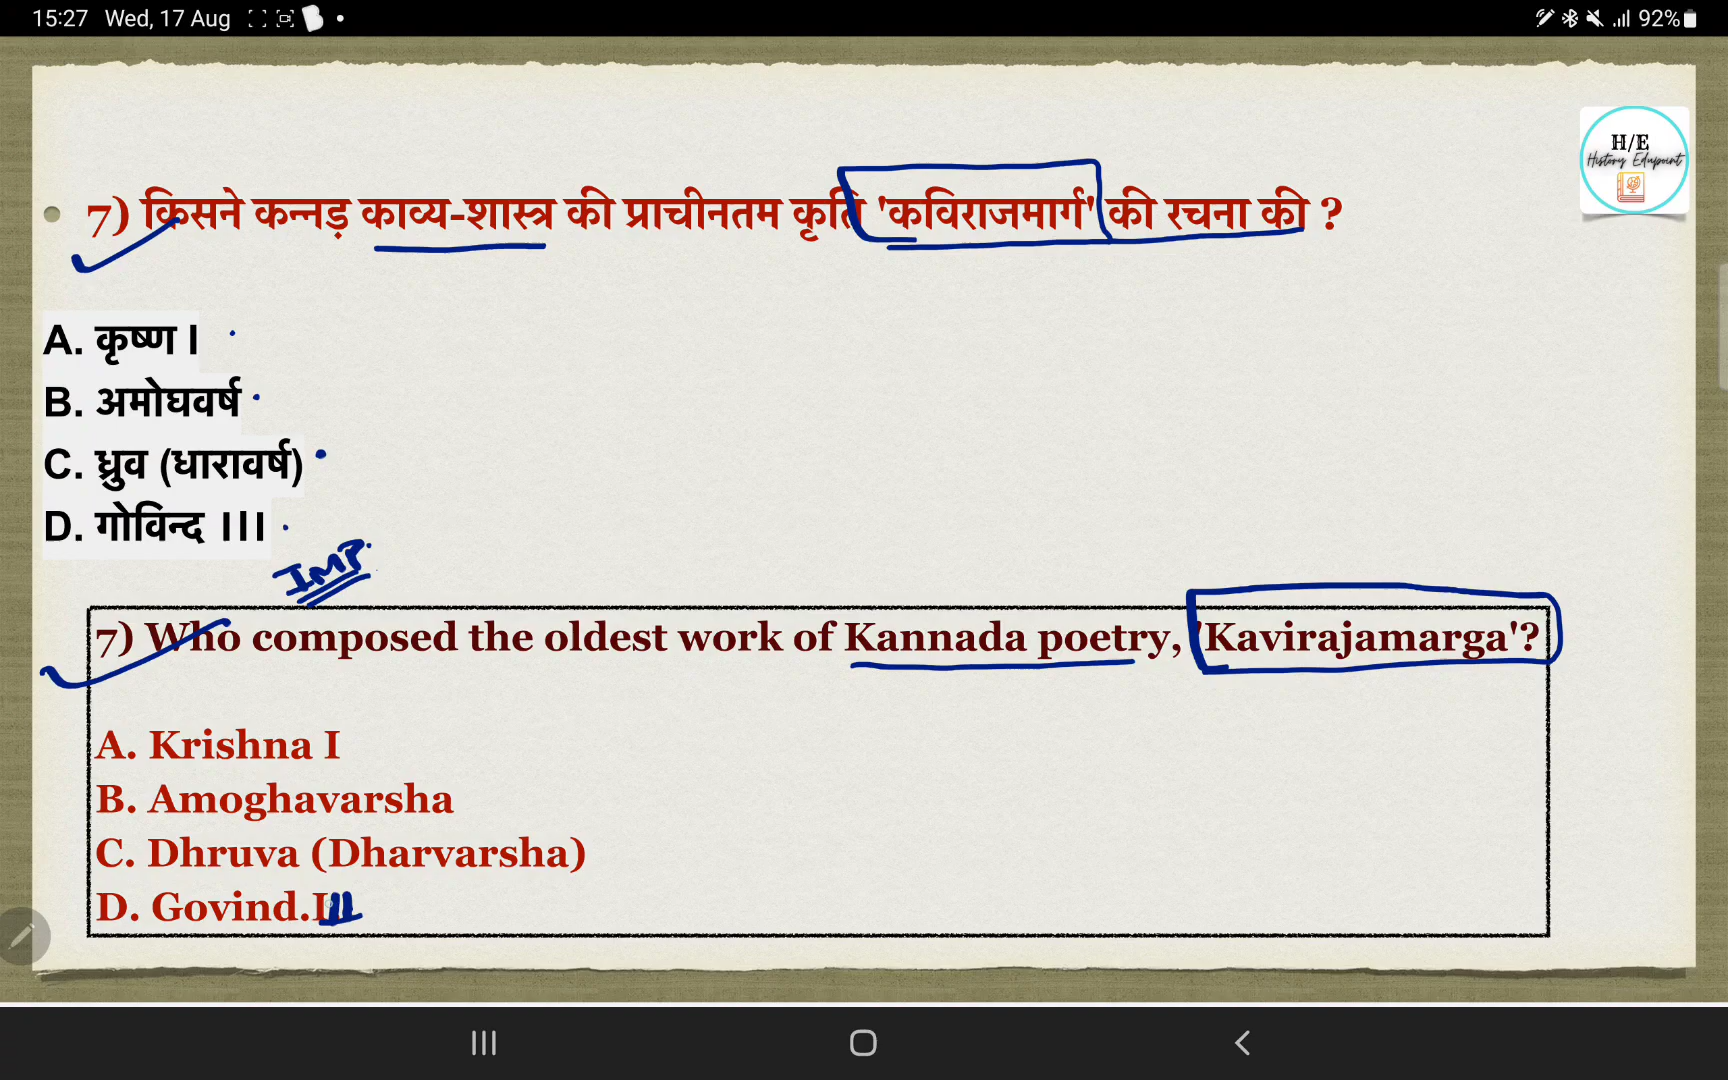 15:27 Wed, 17 Aug
92%
H/E
History Edupoint
7) किसने कन्नड़ काव्य-शास्त्र की प्राचीनतम कृति 'कविराजमार्ग' की रचना की ?
A. कृष्ण I
B. अमोघवर्ष
C. ध्रुव (धारावर्ष)
D. गोविन्द ।।।
IMP.
7) Who composed the oldest work of Kannada poetry, 'Kavirajamarga'?
A. Krishna I
B. Amoghavarsha
C. Dhruva (Dharvarsha)
D. Govind.III